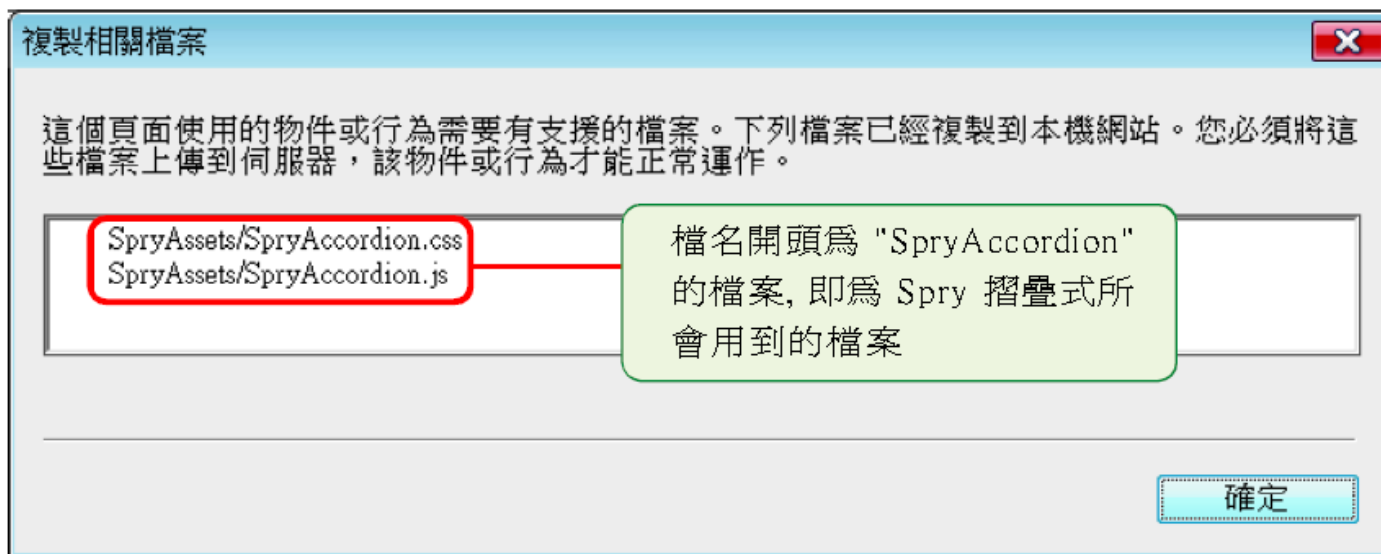 複製相關檔案
這個頁面使用的物件或行為需要有支援的檔案。下列檔案已經複製到本機網站。您必須將這
些檔案上傳到伺服器，該物件或行為才能正常運作。
SpryAssets/SpryAccordion.css
SpryAssets/SpryAccordion.js
檔名開頭爲 "SpryAccordion"
的檔案, 即爲 Spry 摺疊式所
會用到的檔案
確定